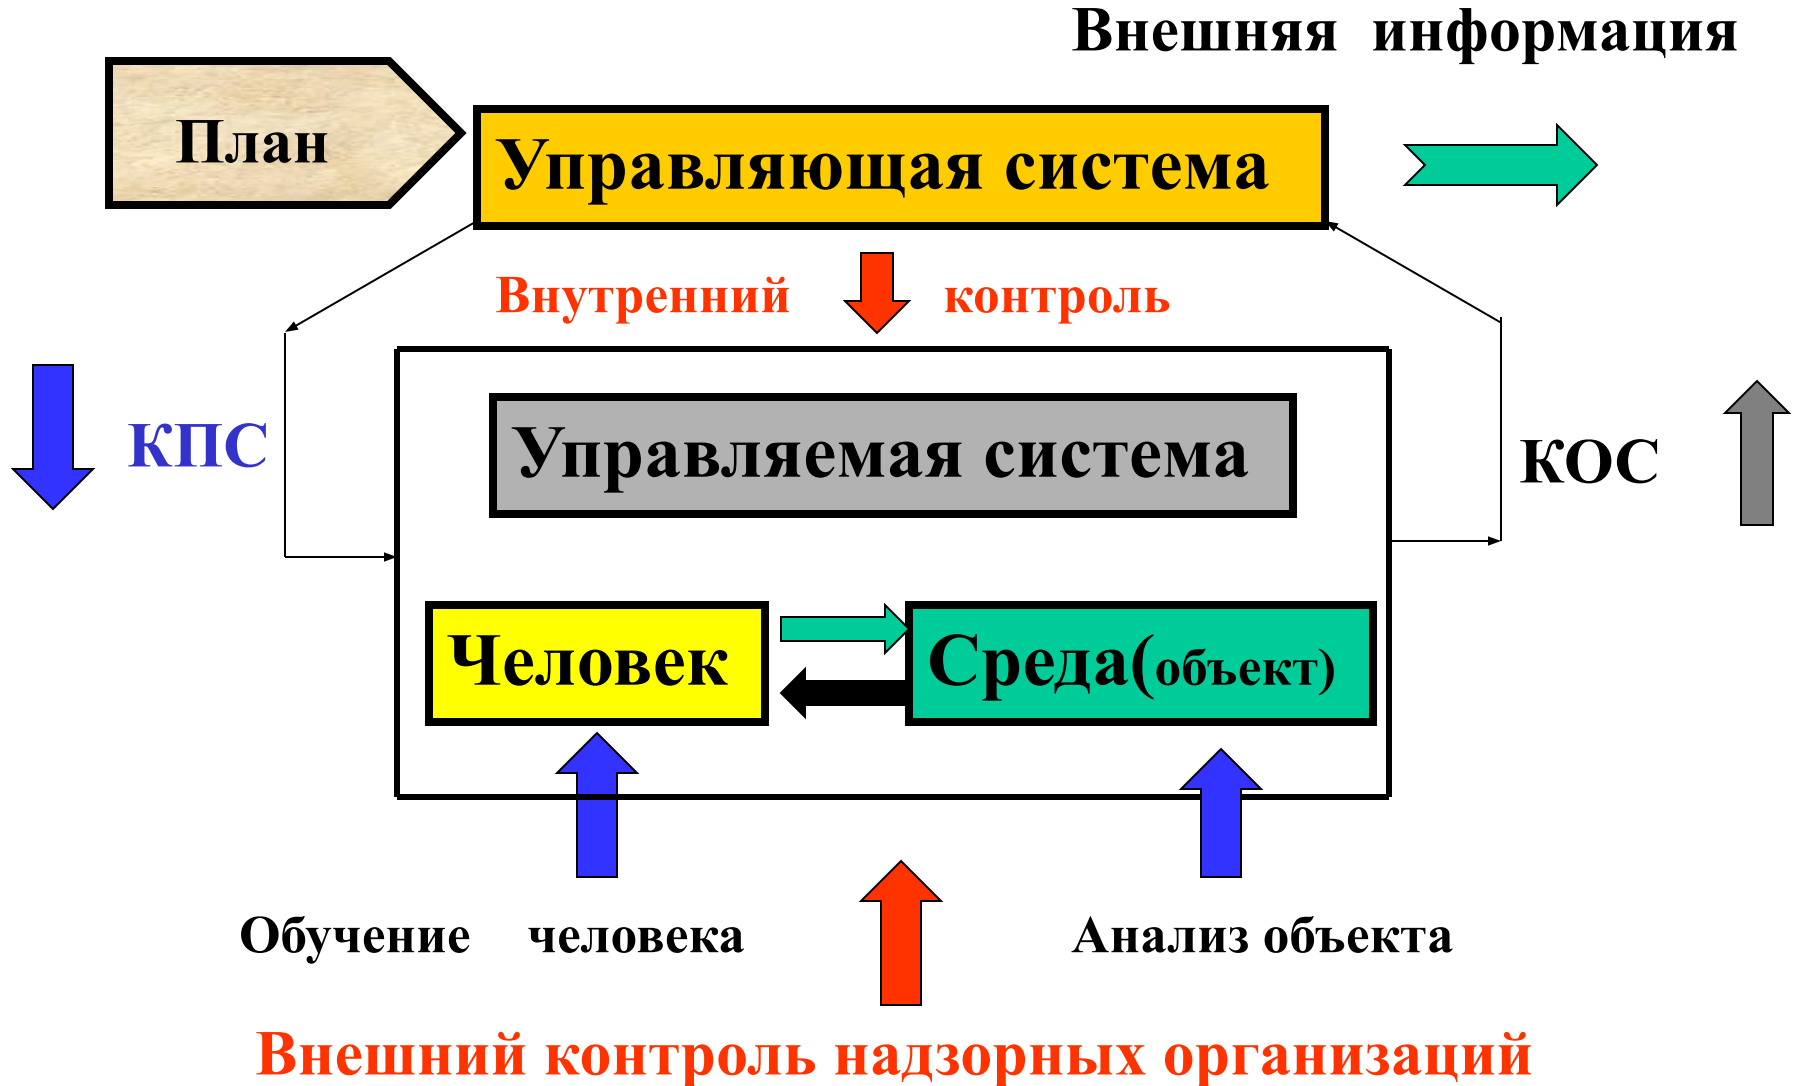 Внешняя информация
План
Управляющая система
Внутренний контроль
КПС
Управляемая система
КОС
Человек
Среда(объект)
Обучение человека
Анализ объекта
Внешний контроль надзорных организаций